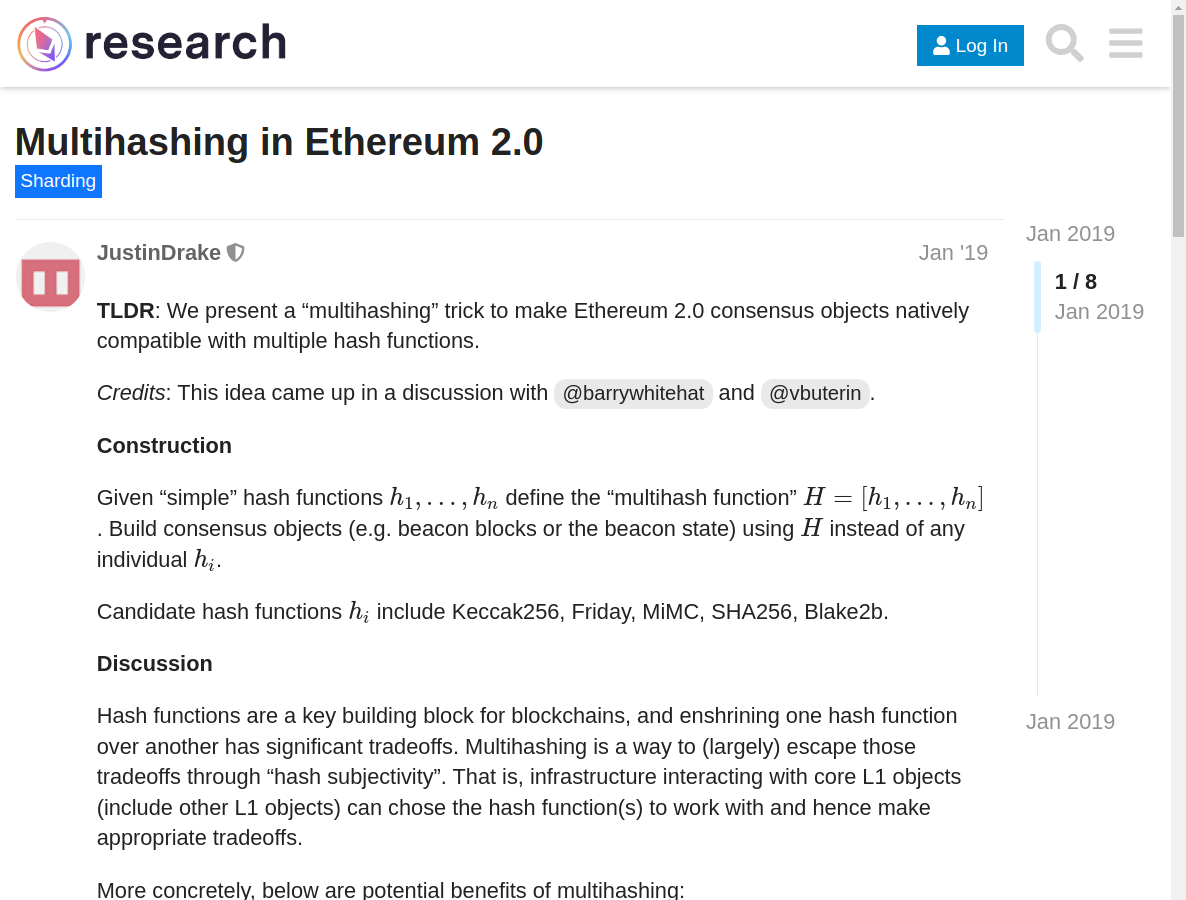 research
Log In
Multihashing in Ethereum 2.0
Sharding
JustinDrake
Jan '19
TLDR: We present a “multihashing” trick to make Ethereum 2.0 consensus objects natively
compatible with multiple hash functions.
Credits: This idea came up in a discussion with @barrywhitehat and @vbuterin.
Construction
Given “simple” hash functions h₁, . . . , hₙ define the “multihash function” H = [h₁, . . . , hₙ]
. Build consensus objects (e.g. beacon blocks or the beacon state) using H instead of any
individual hᵢ.
Candidate hash functions hᵢ include Keccak256, Friday, MiMC, SHA256, Blake2b.
Discussion
Hash functions are a key building block for blockchains, and enshrining one hash function
over another has significant tradeoffs. Multihashing is a way to (largely) escape those
tradeoffs through “hash subjectivity”. That is, infrastructure interacting with core L1 objects
(include other L1 objects) can chose the hash function(s) to work with and hence make
appropriate tradeoffs.
More concretely, below are potential benefits of multihashing:
Jan 2019
1 / 8
Jan 2019
Jan 2019